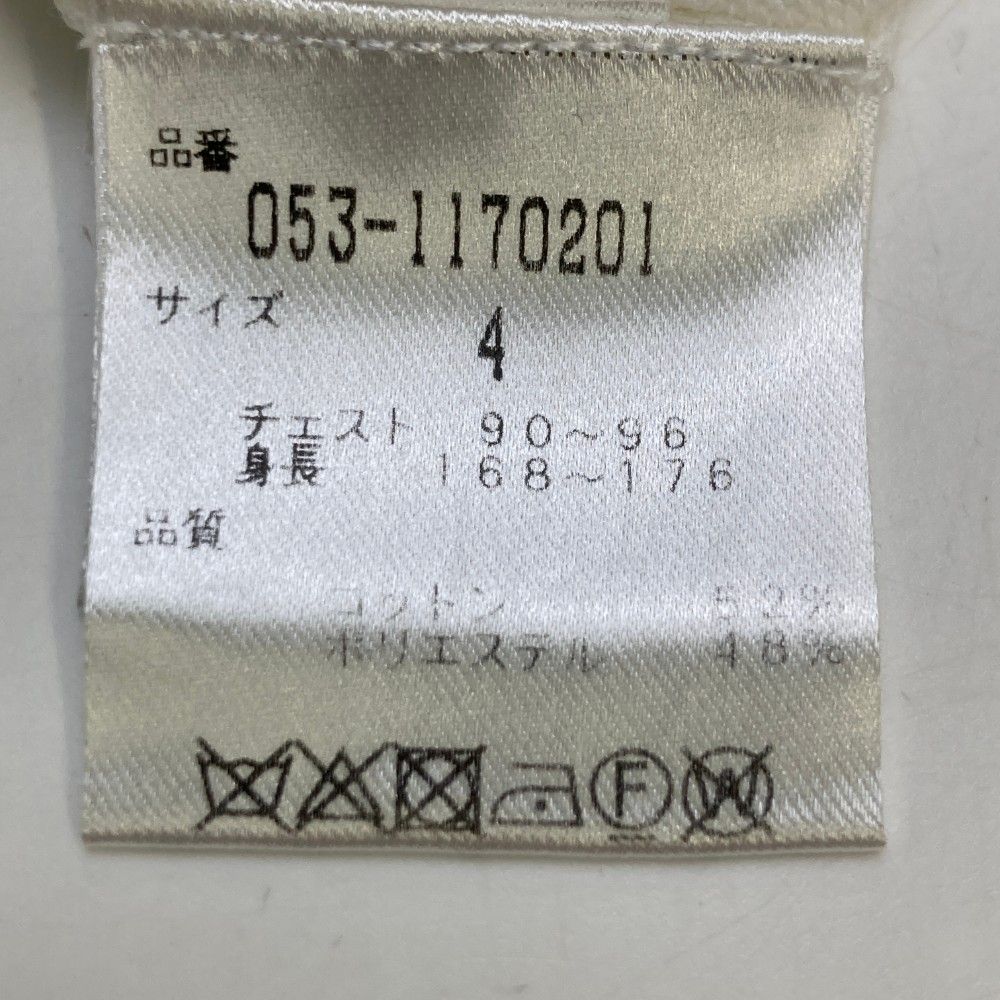 品番
053-1170201
サイズ
4
チェスト 90～96
身長 168～176
品質
コットン 52%
ポリエステル 48%
F
W